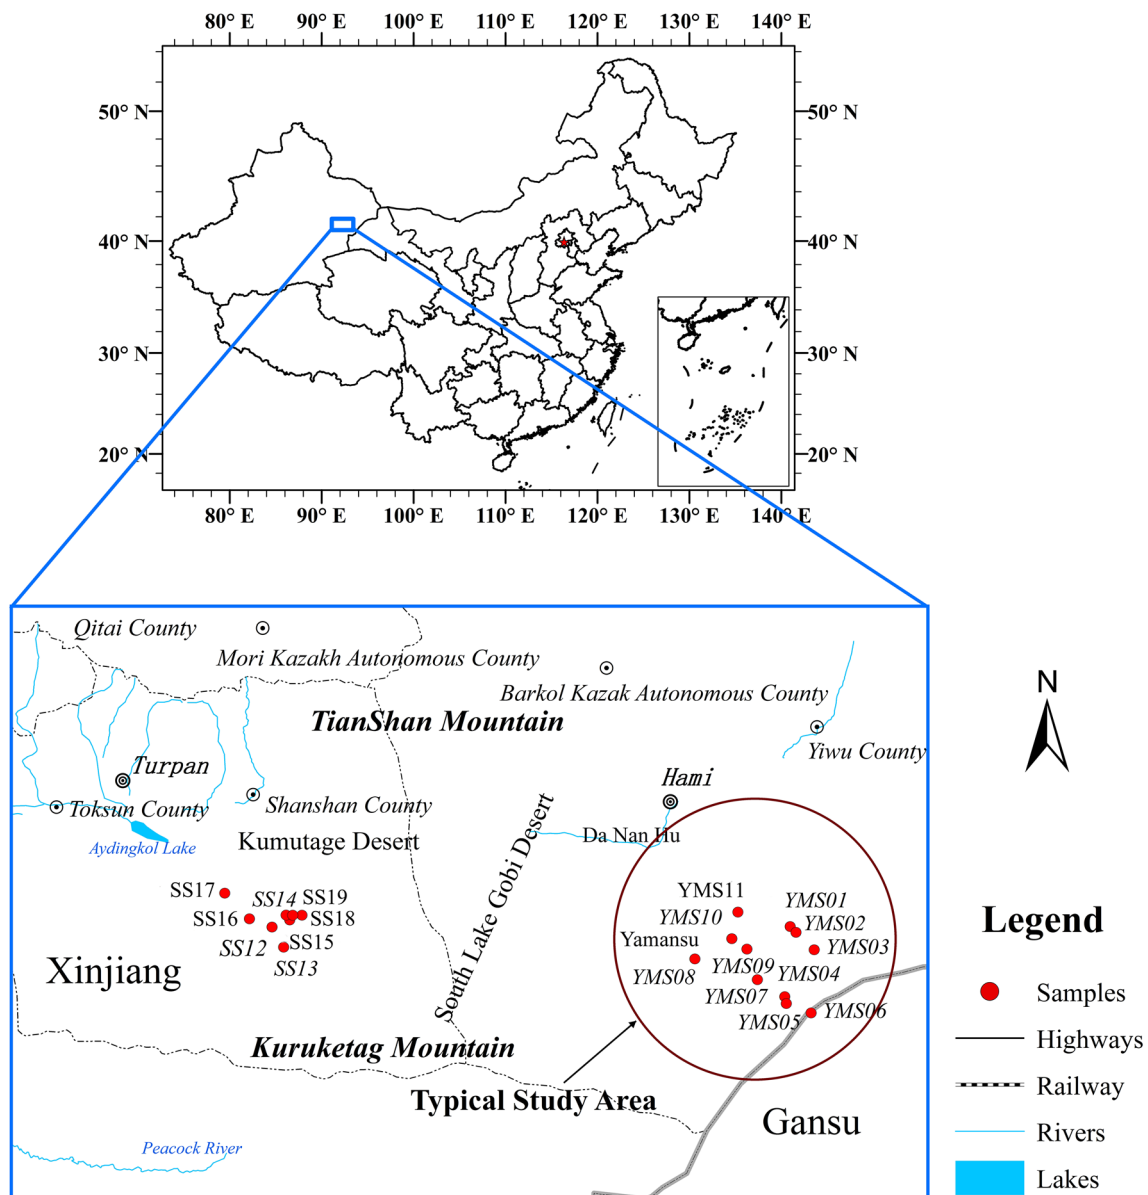 80° E 90° E 100° E 110° E 120° E 130° E 140° E
50° N 50° N
40° N 40° N
30° N 30° N
20° N 20° N
80° E 90° E 100° E 110° E 120° E 130° E 140° E
Qitai County
Mori Kazakh Autonomous County
Barkol Kazak Autonomous County
TianShan Mountain
Yiwu County
Turpan
Hami
Toksun County
Shanshan County
Aydingkol Lake
Kumutage Desert
Da Nan Hu
South Lake Gobi Desert
SS17
SS14
SS19
SS16
SS18
SS12
SS15
SS13
YMS11
YMS01
YMS10
YMS02
Yamansu
YMS03
YMS09
YMS08
YMS04
YMS07
YMS05
YMS06
Xinjiang
Kuruketag Mountain
Typical Study Area
Gansu
Peacock River
N
Legend
Samples
Highways
Railway
Rivers
Lakes